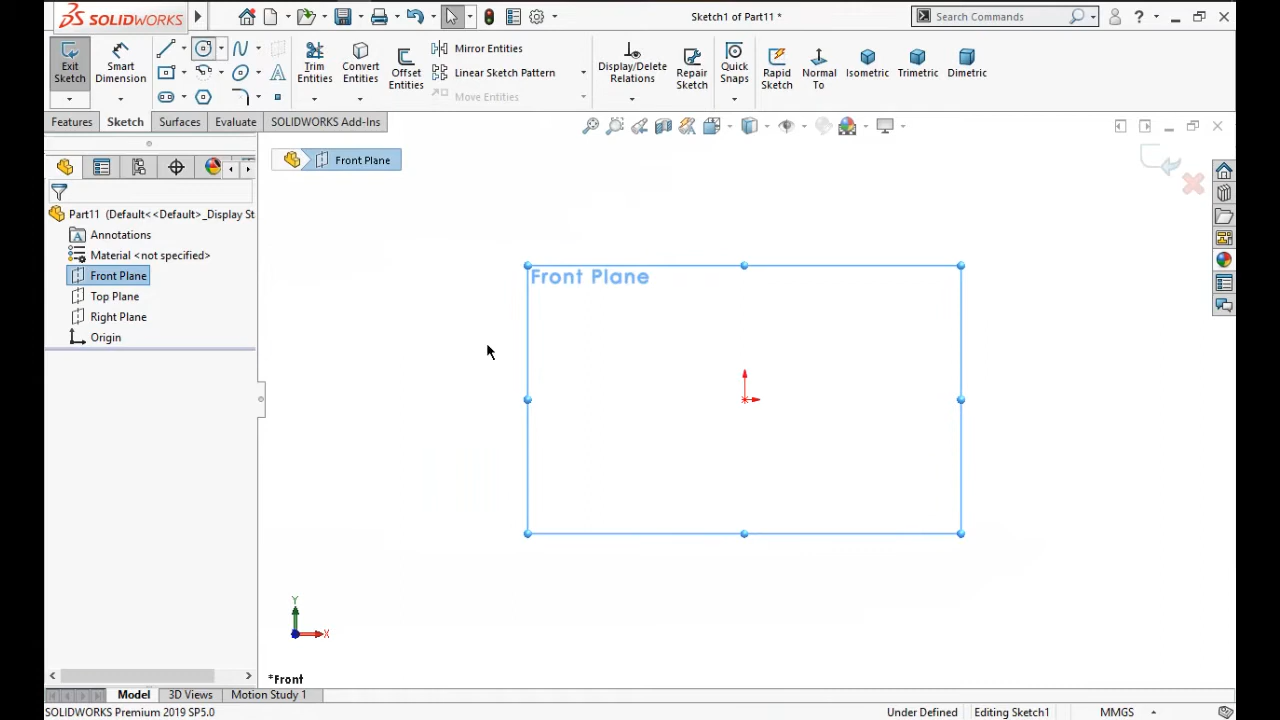 SOLIDWORKS
Sketch1 of Part11 *
Search Commands
?
Exit Sketch
Smart Dimension
Trim Entities
Convert Entities
Offset Entities
Mirror Entities
Linear Sketch Pattern
Move Entities
Display/Delete Relations
Repair Sketch
Quick Snaps
Rapid Sketch
Normal To
Isometric
Trimetric
Dimetric
Features
Sketch
Surfaces
Evaluate
SOLIDWORKS Add-Ins
Front Plane
Part11 (Default<<Default>_Display St
Annotations
Material <not specified>
Front Plane
Top Plane
Right Plane
Origin
Front Plane
Y
X
*Front
Model
3D Views
Motion Study 1
SOLIDWORKS Premium 2019 SP5.0
Under Defined
Editing Sketch1
MMGS